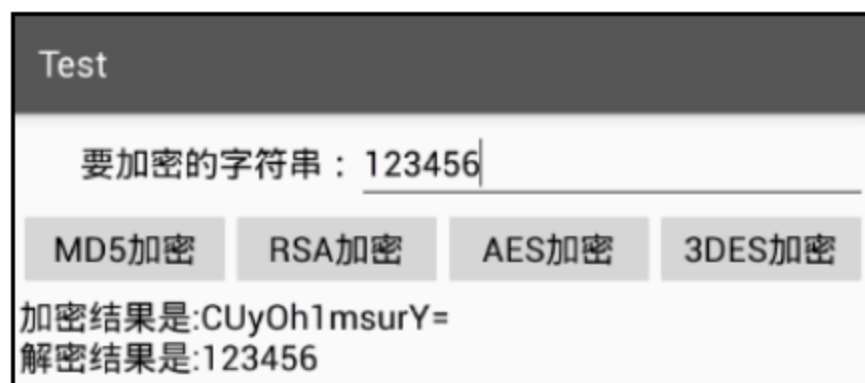 Test
要加密的字符串：123456
MD5加密 RSA加密 AES加密 3DES加密
加密结果是:CUyOh1msurY=
解密结果是:123456